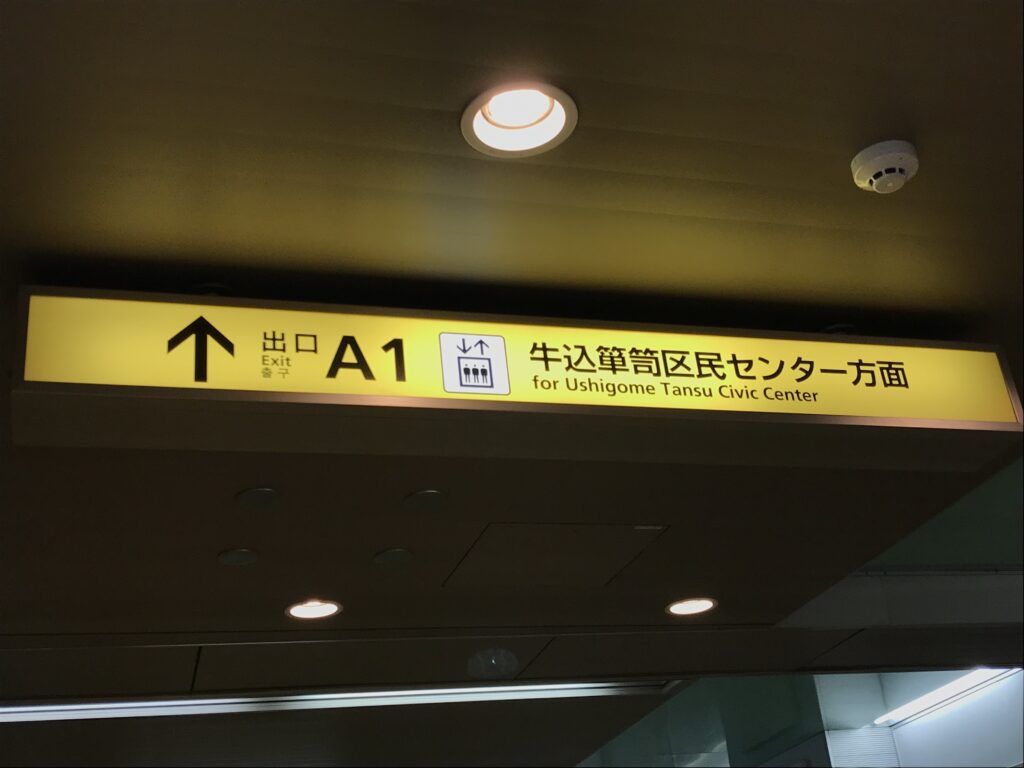 出口
Exit
출구
A1
牛込箪笥区民センター方面
for Ushigome Tansu Civic Center